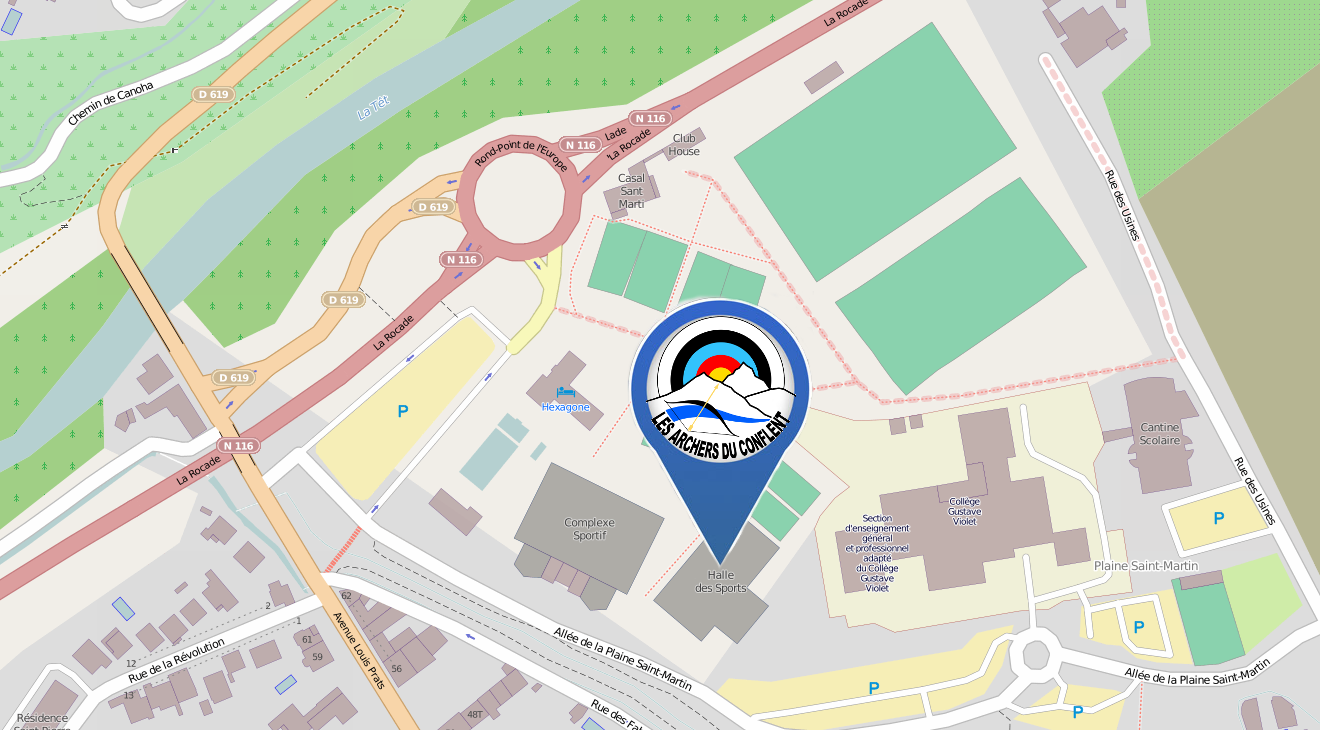 La Rocade
Chemin de Canoha
D 619
La Têt
N 116
Lade
La Rocade
N 116
Rond-Point de l'Europe
Club
House
Casal
Sant
Marti
Rue des Usines
D 619
N 116
D 619
La Rocade
D 619
P
Hexagone
LES ARCHERS DU CONFLENT
N 116
La Rocade
Cantine
Scolaire
Rue des Usines
Collège
Gustave
Violet
P
Complexe
Sportif
Section
d'enseignement
général
et professionnel
adapté
du Collège
Gustave
Violet
Plaine Saint-Martin
Halle
des Sports
P
2
62
1
61
59
56
12
13
Rue de la Révolution
Avenue Louis Prats
Allée de la Plaine Saint-Martin
Allée de la Plaine Saint-Martin
P
P
48T
Résidence